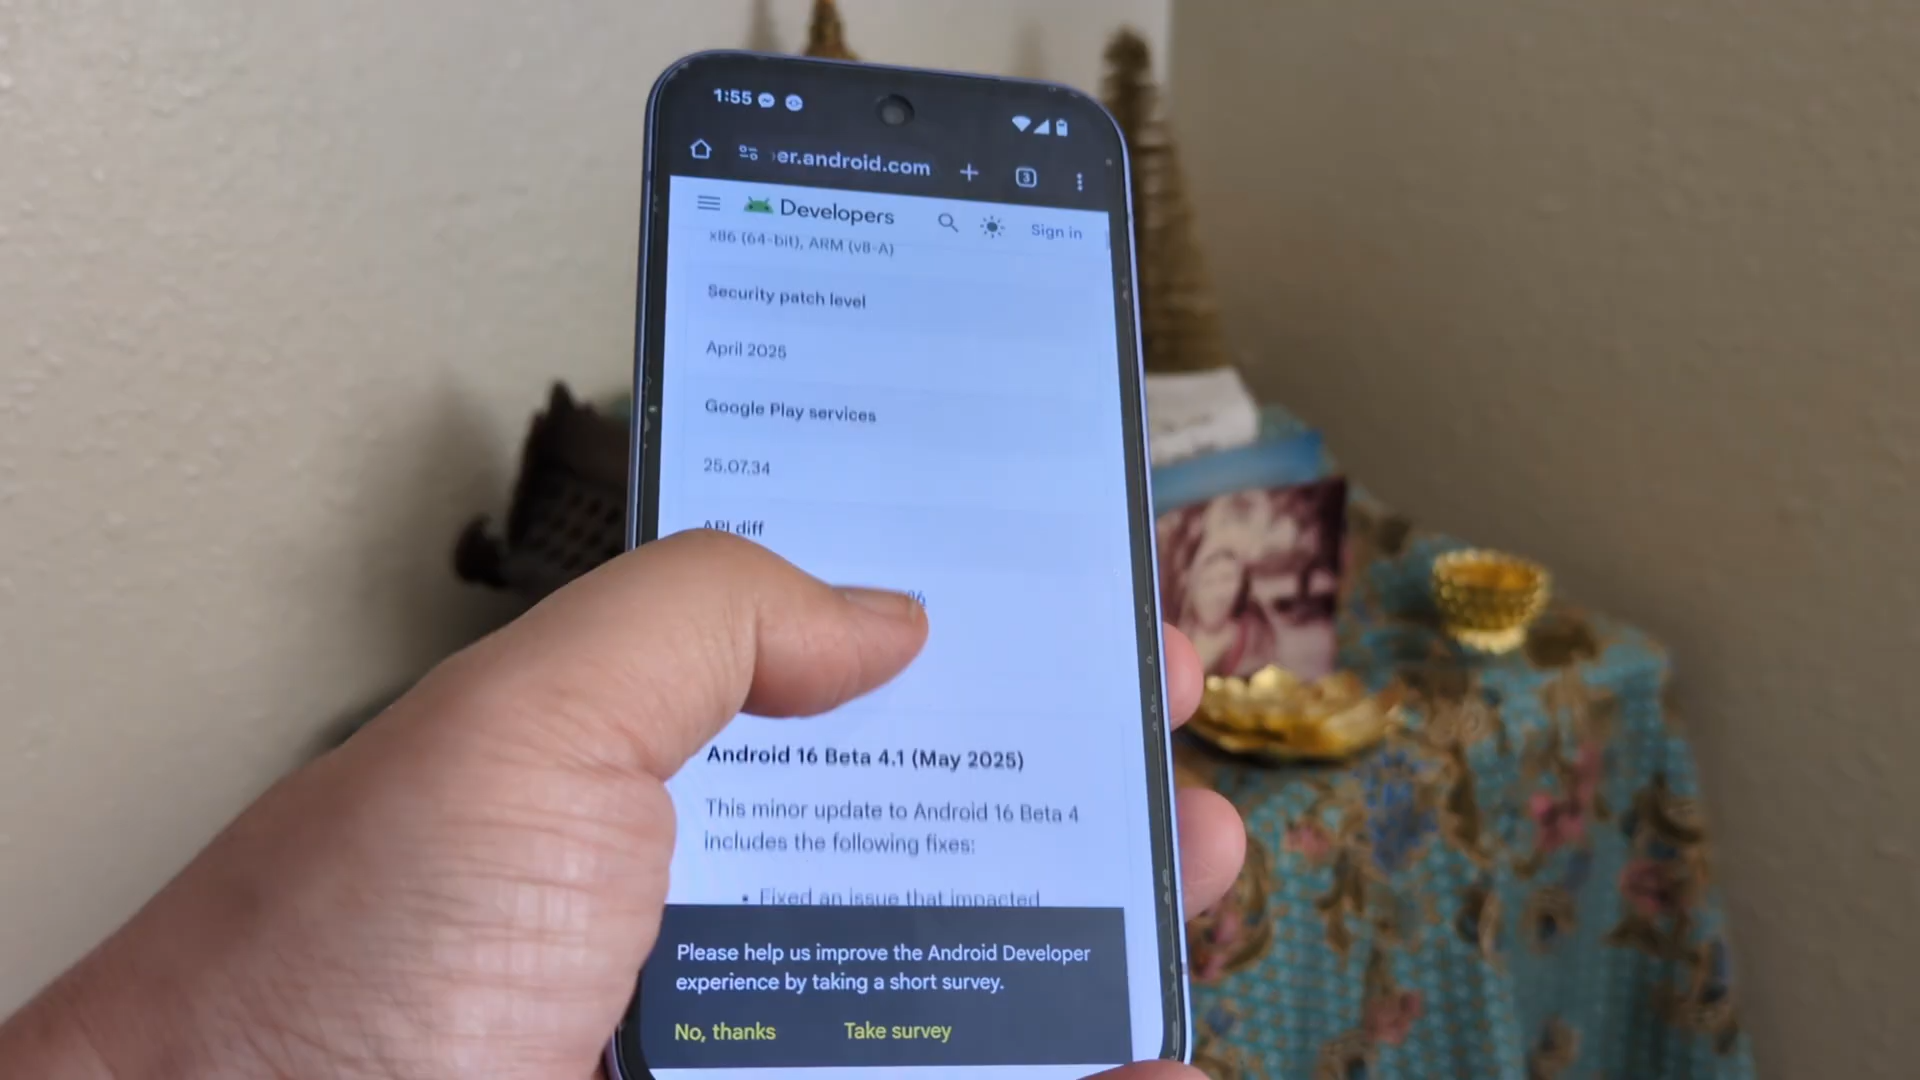 1:55
er.android.com
3
Developers
Sign in
x86 (64-bit), ARM (v8-A)
Security patch level
April 2025
Google Play services
25.07.34
API diff
Android 16 Beta 4.1 (May 2025)
This minor update to Android 16 Beta 4
includes the following fixes:
• Fixed an issue that impacted
Please help us improve the Android Developer
experience by taking a short survey.
No, thanks
Take survey